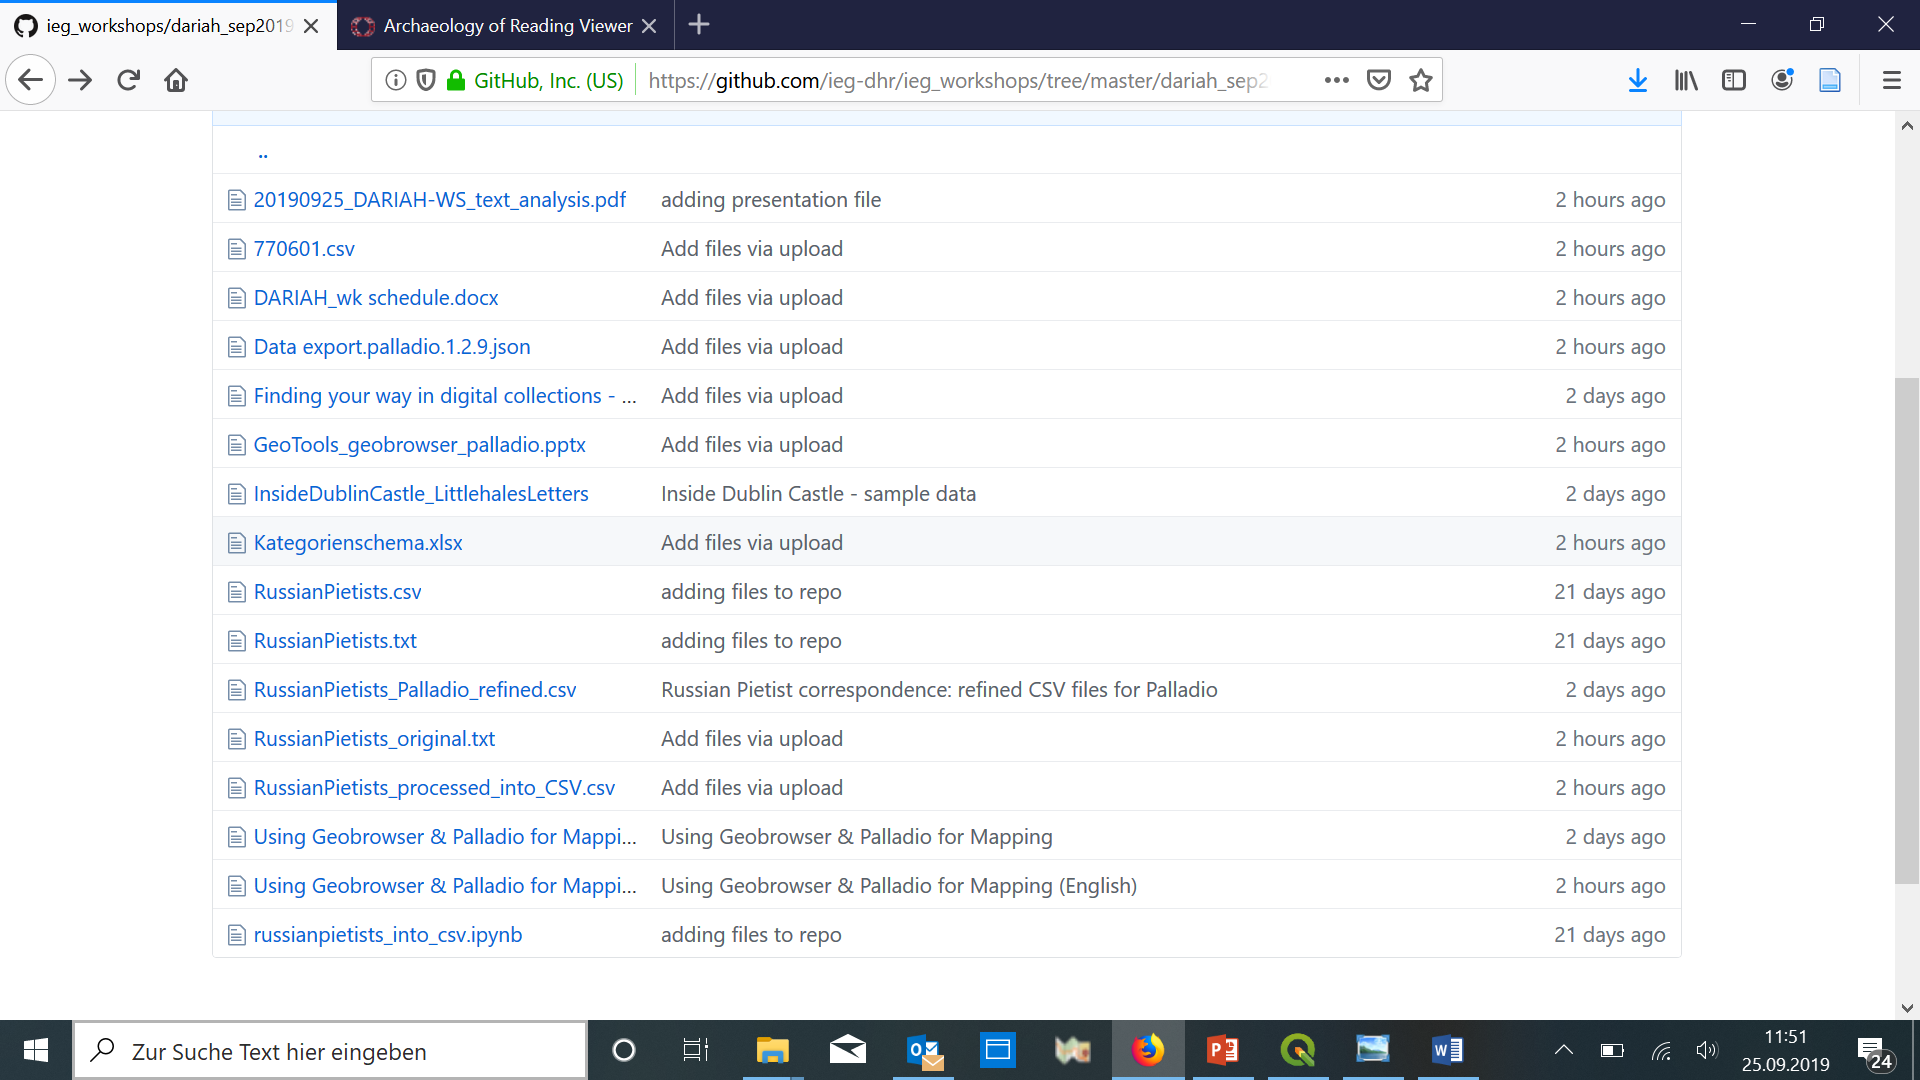 ieg_workshops/dariah_sep2019
Archaeology of Reading Viewer
GitHub, Inc. (US)
https://github.com/ieg-dhr/ieg_workshops/tree/master/dariah_sep2
..
20190925_DARIAH-WS_text_analysis.pdf adding presentation file 2 hours ago
770601.csv Add files via upload 2 hours ago
DARIAH_wk schedule.docx Add files via upload 2 hours ago
Data export.palladio.1.2.9.json Add files via upload 2 hours ago
Finding your way in digital collections - ... Add files via upload 2 days ago
GeoTools_geobrowser_palladio.pptx Add files via upload 2 hours ago
InsideDublinCastle_LittlehalesLetters Inside Dublin Castle - sample data 2 days ago
Kategorienschema.xlsx Add files via upload 2 hours ago
RussianPietists.csv adding files to repo 21 days ago
RussianPietists.txt adding files to repo 21 days ago
RussianPietists_Palladio_refined.csv Russian Pietist correspondence: refined CSV files for Palladio 2 days ago
RussianPietists_original.txt Add files via upload 2 hours ago
RussianPietists_processed_into_CSV.csv Add files via upload 2 hours ago
Using Geobrowser & Palladio for Mappi... Using Geobrowser & Palladio for Mapping 2 days ago
Using Geobrowser & Palladio for Mappi... Using Geobrowser & Palladio for Mapping (English) 2 hours ago
russianpietists_into_csv.ipynb adding files to repo 21 days ago
Zur Suche Text hier eingeben
11:51
25.09.2019
24